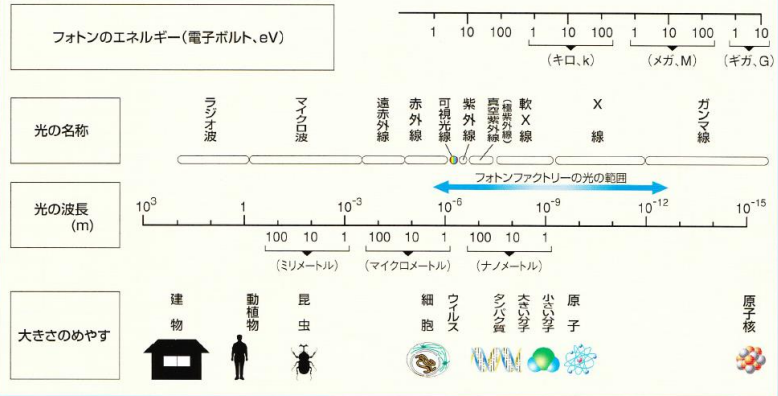 フォトンのエネルギー(電子ボルト、eV)
1 10 100 1 10 100 1 10 100 1 10
(キロ、k) (メガ、M) (ギガ、G)
光の名称
ラジオ波
マイクロ波
遠赤外線
赤外線
可視光線
紫外線
真空紫外線
(極紫外線)
軟X線
X線
ガンマ線
フォトンファクトリーの光の範囲
光の波長
(m)
10³ 1 10⁻³ 10⁻⁶ 10⁻⁹ 10⁻¹² 10⁻¹⁵
100 10 1 100 10 1 100 10 1
(ミリメートル) (マイクロメートル) (ナノメートル)
大きさのめやす
建物
動植物
昆虫
細胞
ウィルス
タンパク質
大きい分子
小さい分子
原子
原子核